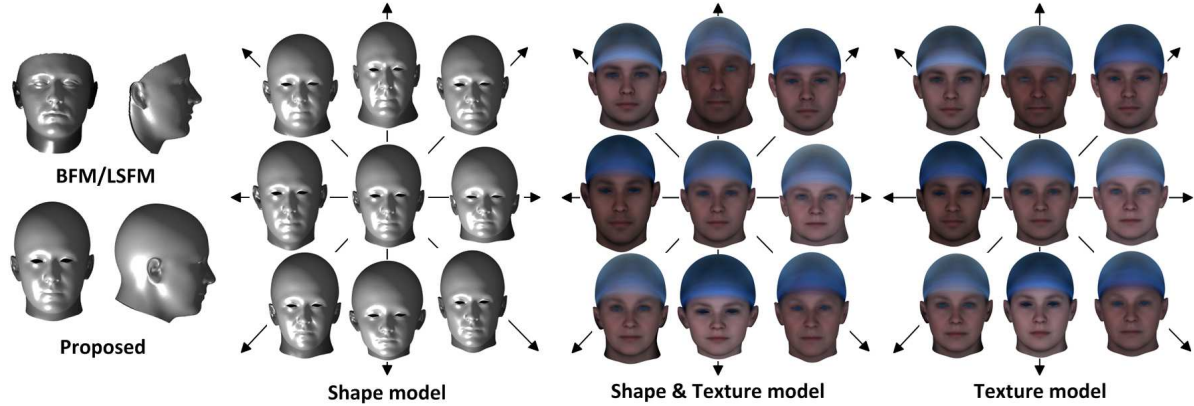 BFM/LSFM
Proposed
Shape model
Shape & Texture model
Texture model